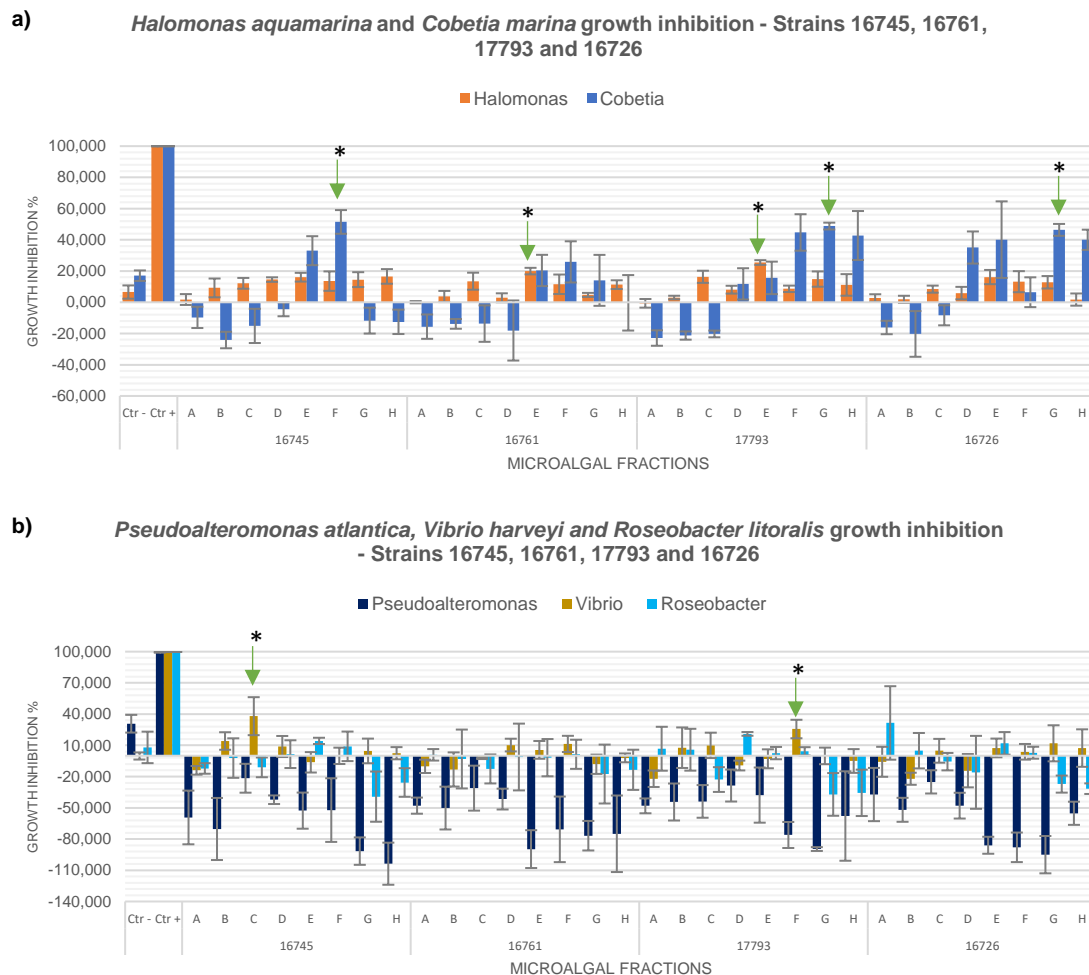 a)
Halomonas aquamarina and Cobetia marina growth inhibition - Strains 16745, 16761,
17793 and 16726
Halomonas Cobetia
GROWTH INHIBITION %
100,000
80,000
60,000
40,000
20,000
0,000
-20,000
-40,000
-60,000
* * * * *
Ctr - Ctr + A B C D E F G H A B C D E F G H A B C D E F G H A B C D E F G H
16745 16761 17793 16726
MICROALGAL FRACTIONS
b)
Pseudoalteromonas atlantica, Vibrio harveyi and Roseobacter litoralis growth inhibition
- Strains 16745, 16761, 17793 and 16726
Pseudoalteromonas Vibrio Roseobacter
GROWTH INHIBITION %
100,000
70,000
40,000
10,000
-20,000
-50,000
-80,000
-110,000
-140,000
* *
Ctr - Ctr + A B C D E F G H A B C D E F G H A B C D E F G H A B C D E F G H
16745 16761 17793 16726
MICROALGAL FRACTIONS